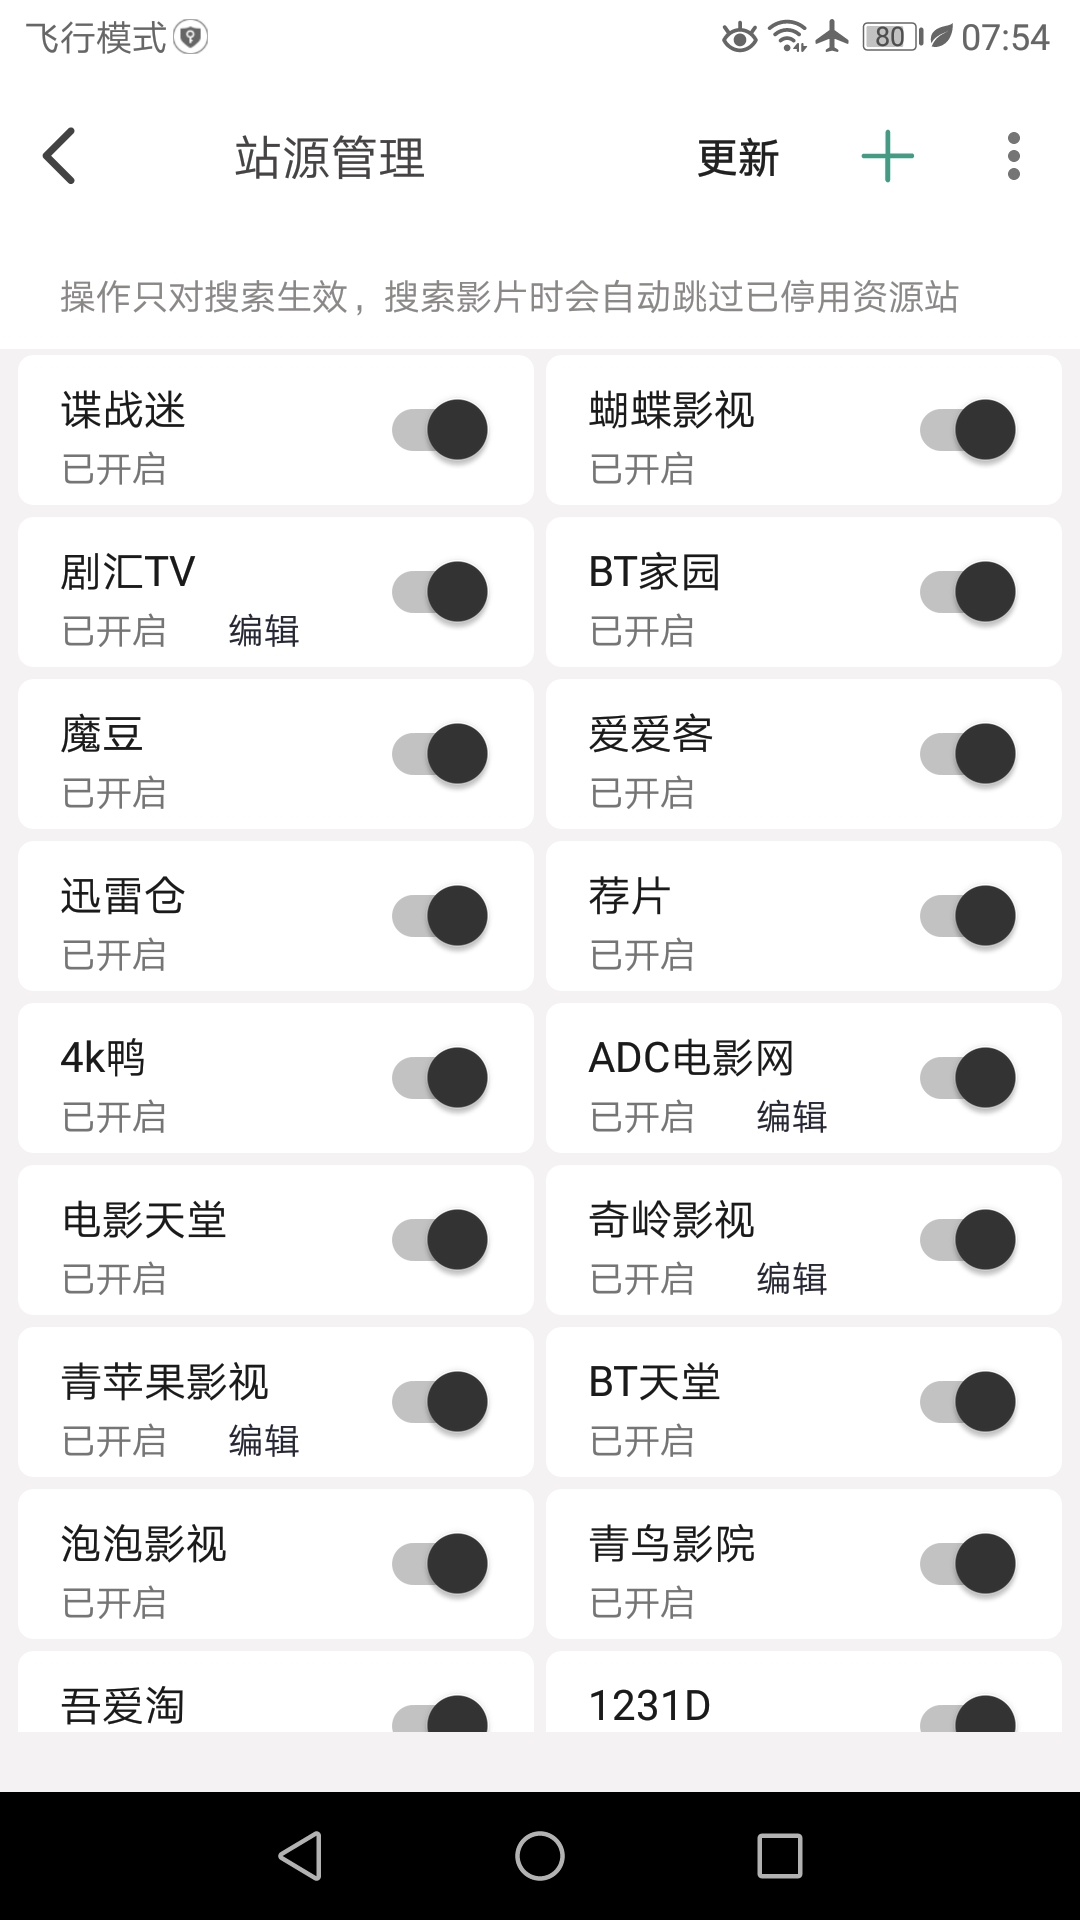 飞行模式 80 07:54
站源管理 更新
操作只对搜索生效，搜索影片时会自动跳过已停用资源站
谍战迷 蝴蝶影视
已开启 已开启
剧汇TV BT家园
已开启 编辑 已开启
魔豆 爱爱客
已开启 已开启
迅雷仓 荐片
已开启 已开启
4k鸭 ADC电影网
已开启 已开启 编辑
电影天堂 奇岭影视
已开启 已开启 编辑
青苹果影视 BT天堂
已开启 编辑 已开启
泡泡影视 青鸟影院
已开启 已开启
吾爱淘 1231D